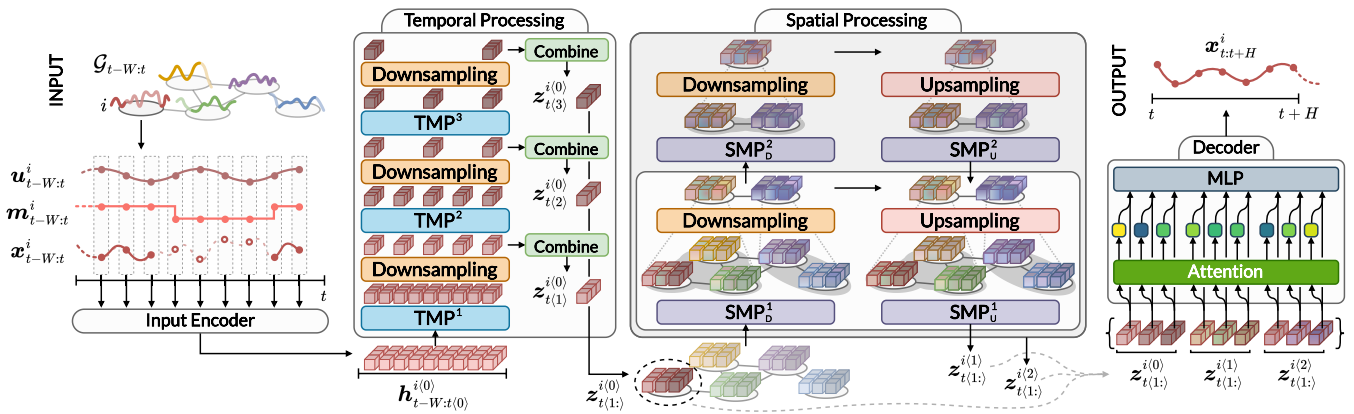 INPUT
𝒢_{t−W:t}
i
u^i_{t−W:t}
m^i_{t−W:t}
x^i_{t−W:t}
t
Input Encoder
Temporal Processing
Combine
Downsampling
z^{i⟨0⟩}_{t⟨3⟩}
TMP³
Combine
Downsampling
z^{i⟨0⟩}_{t⟨2⟩}
TMP²
Combine
Downsampling
z^{i⟨0⟩}_{t⟨1⟩}
TMP¹
h^{i⟨0⟩}_{t−W:t⟨0⟩}
z^{i⟨0⟩}_{t⟨1:⟩}
Spatial Processing
Downsampling
Upsampling
SMP²_D
SMP²_U
Downsampling
Upsampling
SMP¹_D
SMP¹_U
z^{i⟨1⟩}_{t⟨1:⟩}
z^{i⟨2⟩}_{t⟨1:⟩}
OUTPUT
x^i_{t:t+H}
t
t + H
Decoder
MLP
Attention
{ }
z^{i⟨0⟩}_{t⟨1:⟩}
z^{i⟨1⟩}_{t⟨1:⟩}
z^{i⟨2⟩}_{t⟨1:⟩}